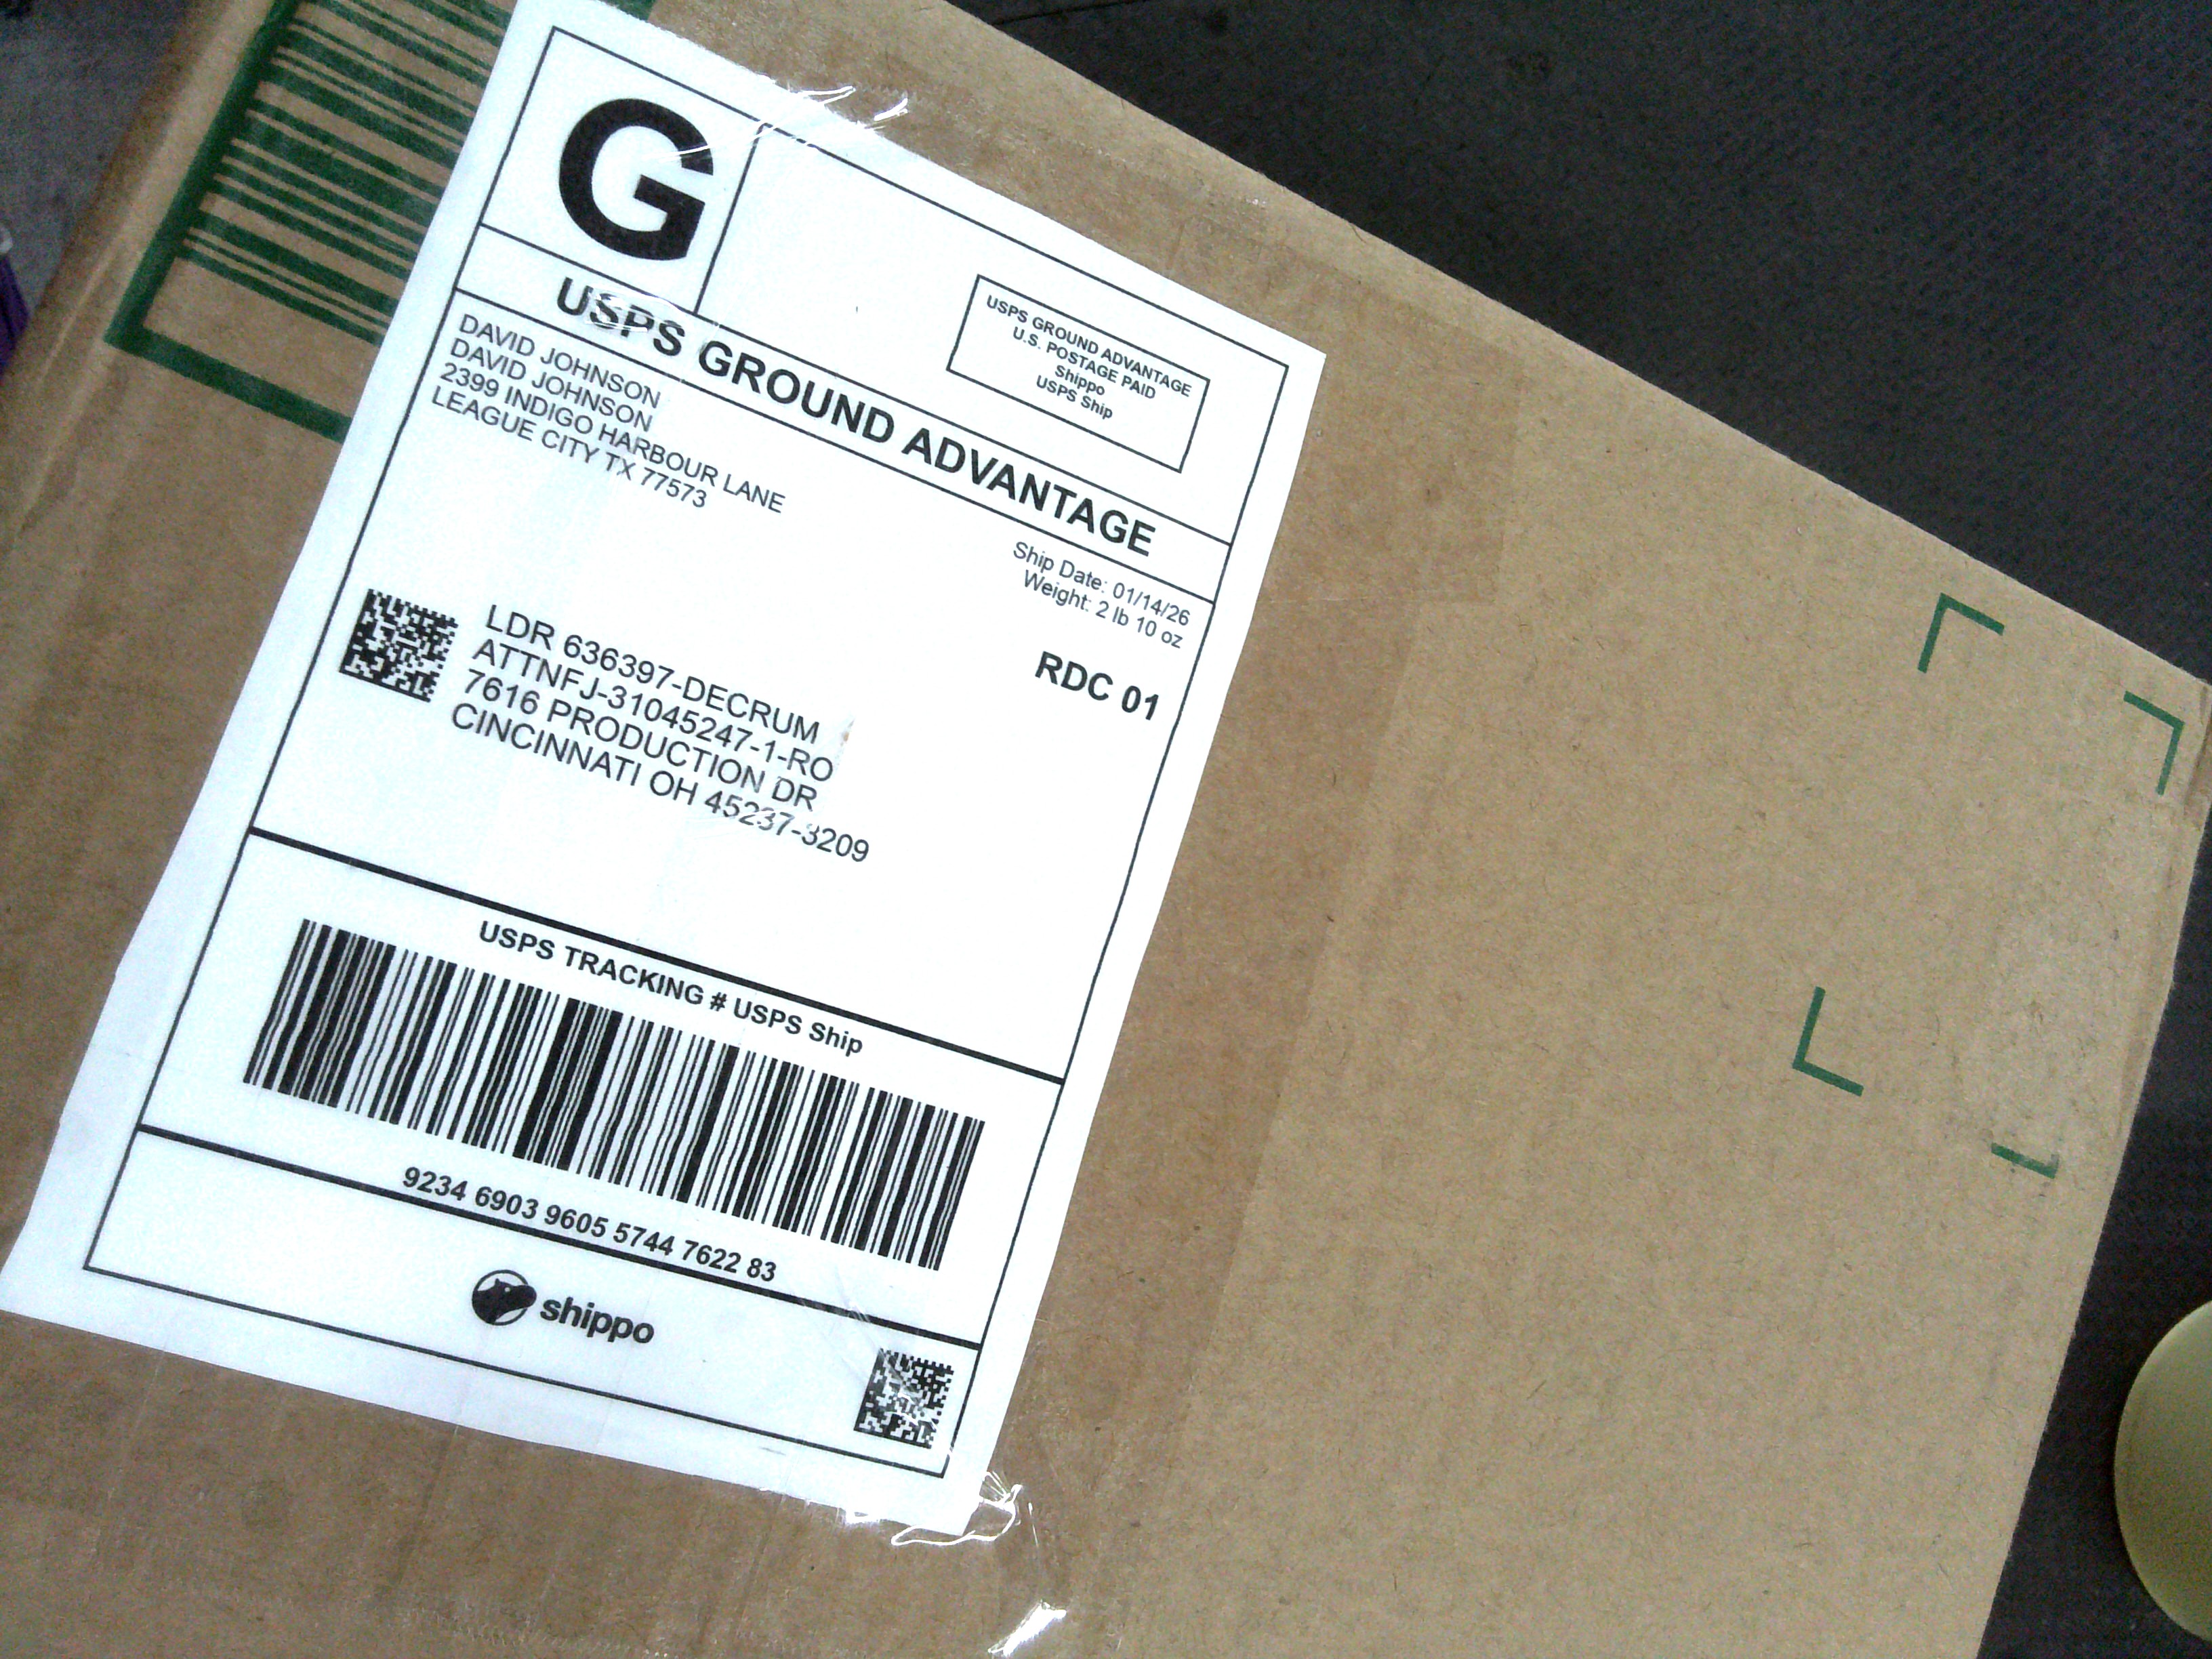 G
USPS GROUND ADVANTAGE
U.S. POSTAGE PAID
Shippo
USPS Ship
USPS GROUND ADVANTAGE
DAVID JOHNSON
DAVID JOHNSON
2399 INDIGO HARBOUR LANE
LEAGUE CITY TX 77573
Ship Date: 01/14/26
Weight: 2 lb 10 oz
RDC 01
LDR 636397-DECRUM
ATTNFJ-31045247-1-RO
7616 PRODUCTION DR
CINCINNATI OH 45237-3209
USPS TRACKING # USPS Ship
9234 6903 9605 5744 7622 83
shippo